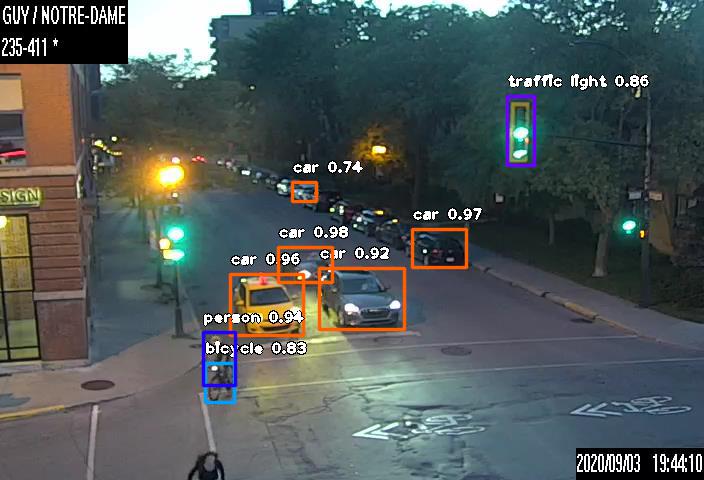 GUY / NOTRE-DAME
235-411 *
traffic light 0.86
car 0.74
car 0.97
car 0.98
car 0.96
car 0.92
SIGN
person 0.94
bicycle 0.83
2020/09/03 19:44:10